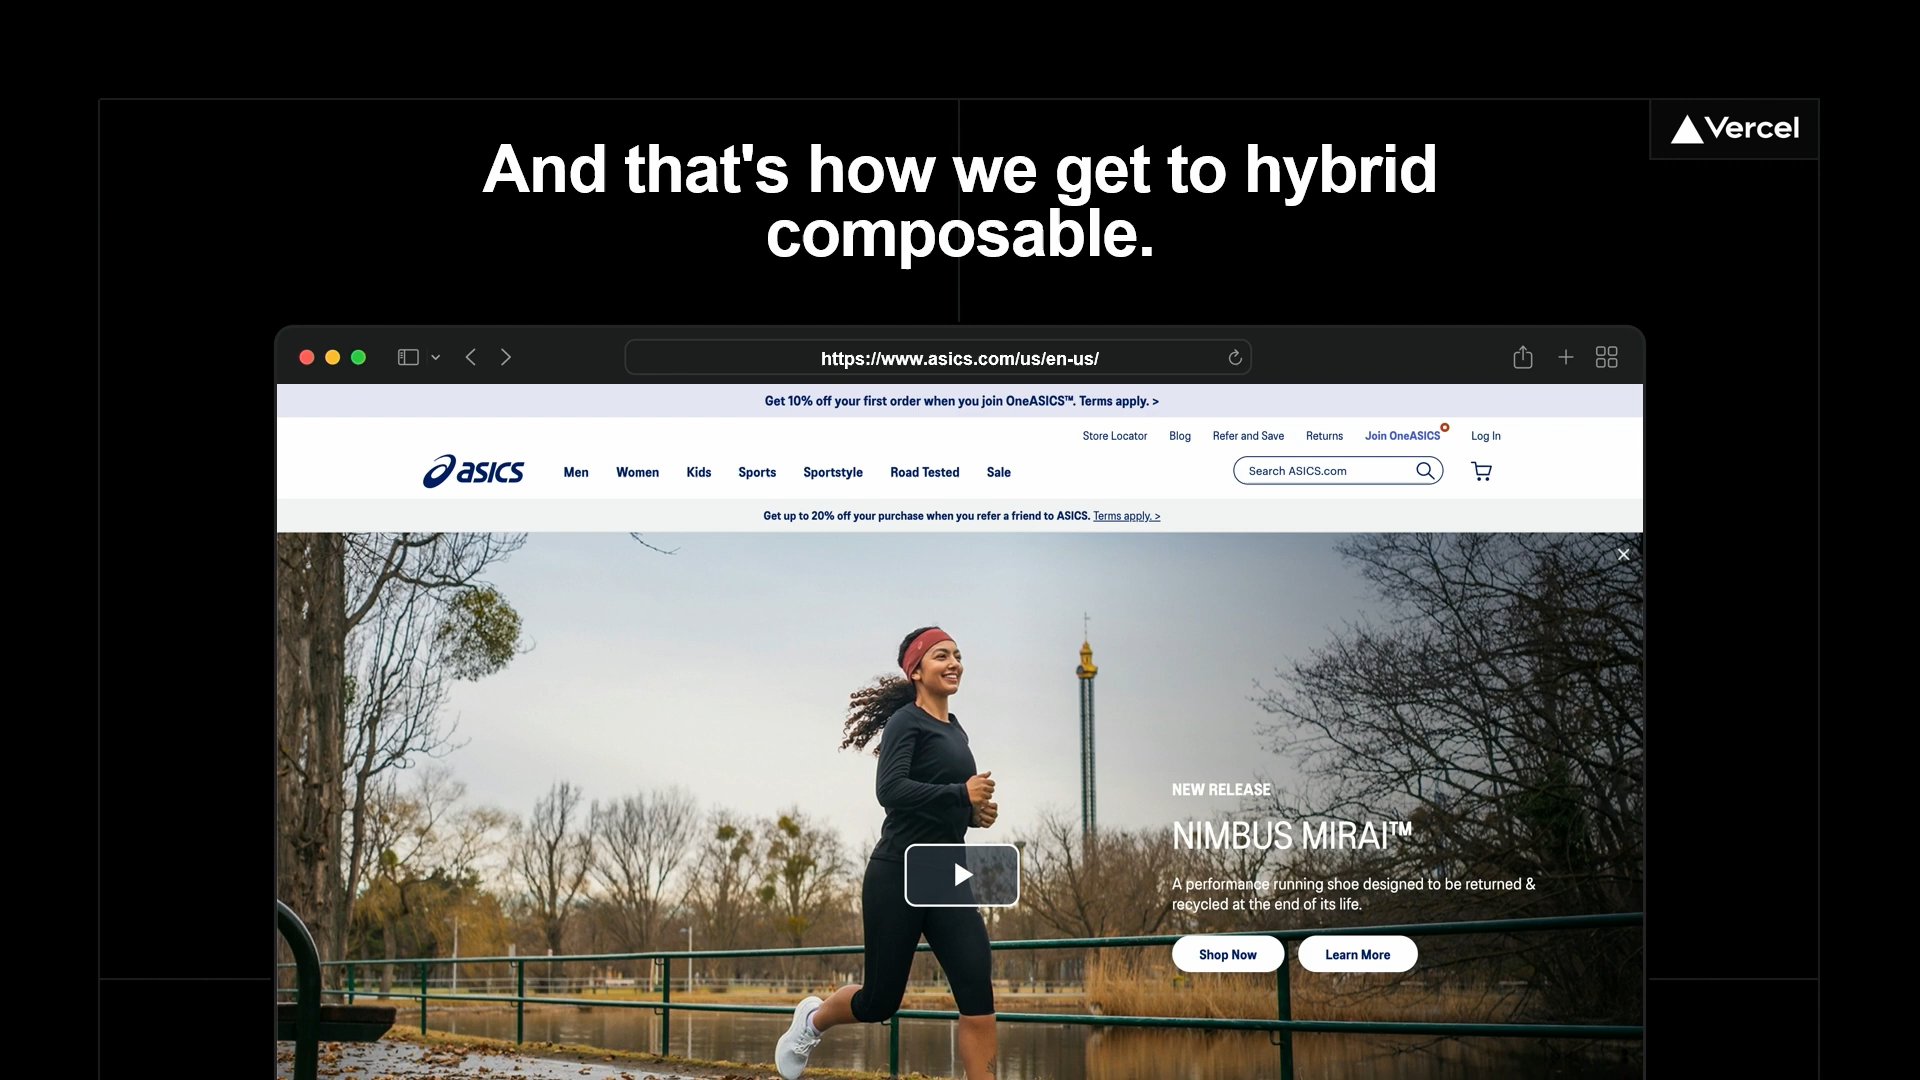 Vercel
And that's how we get to hybrid
composable.
https://www.asics.com/us/en-us/
Get 10% off your first order when you join OneASICS™. Terms apply. >
Store Locator Blog Refer and Save Returns Join OneASICS Log In
asics Men Women Kids Sports Sportstyle Road Tested Sale Search ASICS.com
Get up to 20% off your purchase when you refer a friend to ASICS. Terms apply. >
NEW RELEASE
NIMBUS MIRAI™
A performance running shoe designed to be returned &
recycled at the end of its life.
Shop Now Learn More